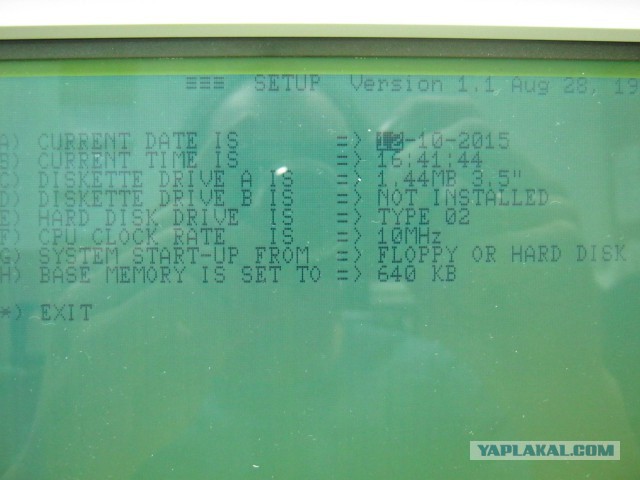 ≡≡≡ SETUP Version 1.1 Aug 28, 19
A) CURRENT DATE IS => -10-2015
B) CURRENT TIME IS => 16:41:44
C) DISKETTE DRIVE A IS => 1.44MB 3.5"
D) DISKETTE DRIVE B IS => NOT INSTALLED
E) HARD DISK DRIVE IS => TYPE 02
F) CPU CLOCK RATE IS => 10MHz
G) SYSTEM START-UP FROM => FLOPPY OR HARD DISK
H) BASE MEMORY IS SET TO => 640 KB
*) EXIT
YAPLAKAL.COM